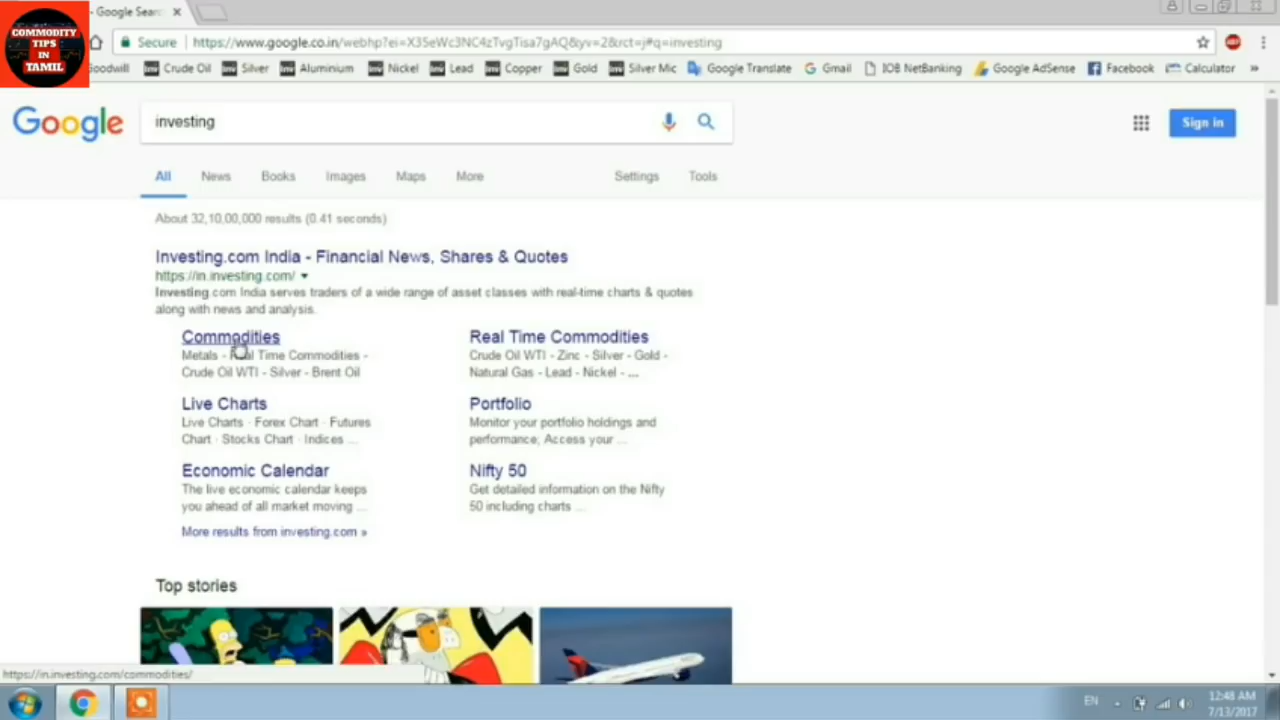 Google Sear
COMMODITY
TIPS
IN
TAMIL
Secure https://www.google.co.in/webhp?ei=X35eWc3NC4zTvgTisa7gAQ&yv=2&rct=j#q=investing
Goodwill Crude Oil Silver Aluminium Nickel Lead Copper Gold Silver Mic Google Translate Gmail IOB NetBanking Google AdSense Facebook Calculator »
Google
investing
Sign in
All News Books Images Maps More Settings Tools
About 32,10,00,000 results (0.41 seconds)
Investing.com India - Financial News, Shares & Quotes
https://in.investing.com/
Investing.com India serves traders of a wide range of asset classes with real-time charts & quotes
along with news and analysis.
Commodities
Metals - Real Time Commodities -
Crude Oil WTI - Silver - Brent Oil
Real Time Commodities
Crude Oil WTI - Zinc - Silver - Gold -
Natural Gas - Lead - Nickel - ...
Live Charts
Live Charts · Forex Chart · Futures
Chart · Stocks Chart · Indices ...
Portfolio
Monitor your portfolio holdings and
performance; Access your ...
Economic Calendar
The live economic calendar keeps
you ahead of all market moving ...
Nifty 50
Get detailed information on the Nifty
50 including charts ...
More results from investing.com »
Top stories
https://in.investing.com/commodities/
EN
12:48 AM
7/13/2017